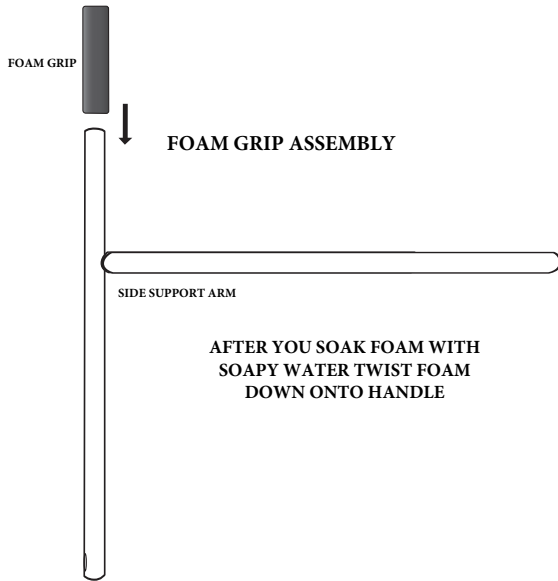 FOAM GRIP
FOAM GRIP ASSEMBLY
SIDE SUPPORT ARM
AFTER YOU SOAK FOAM WITH
SOAPY WATER TWIST FOAM
DOWN ONTO HANDLE